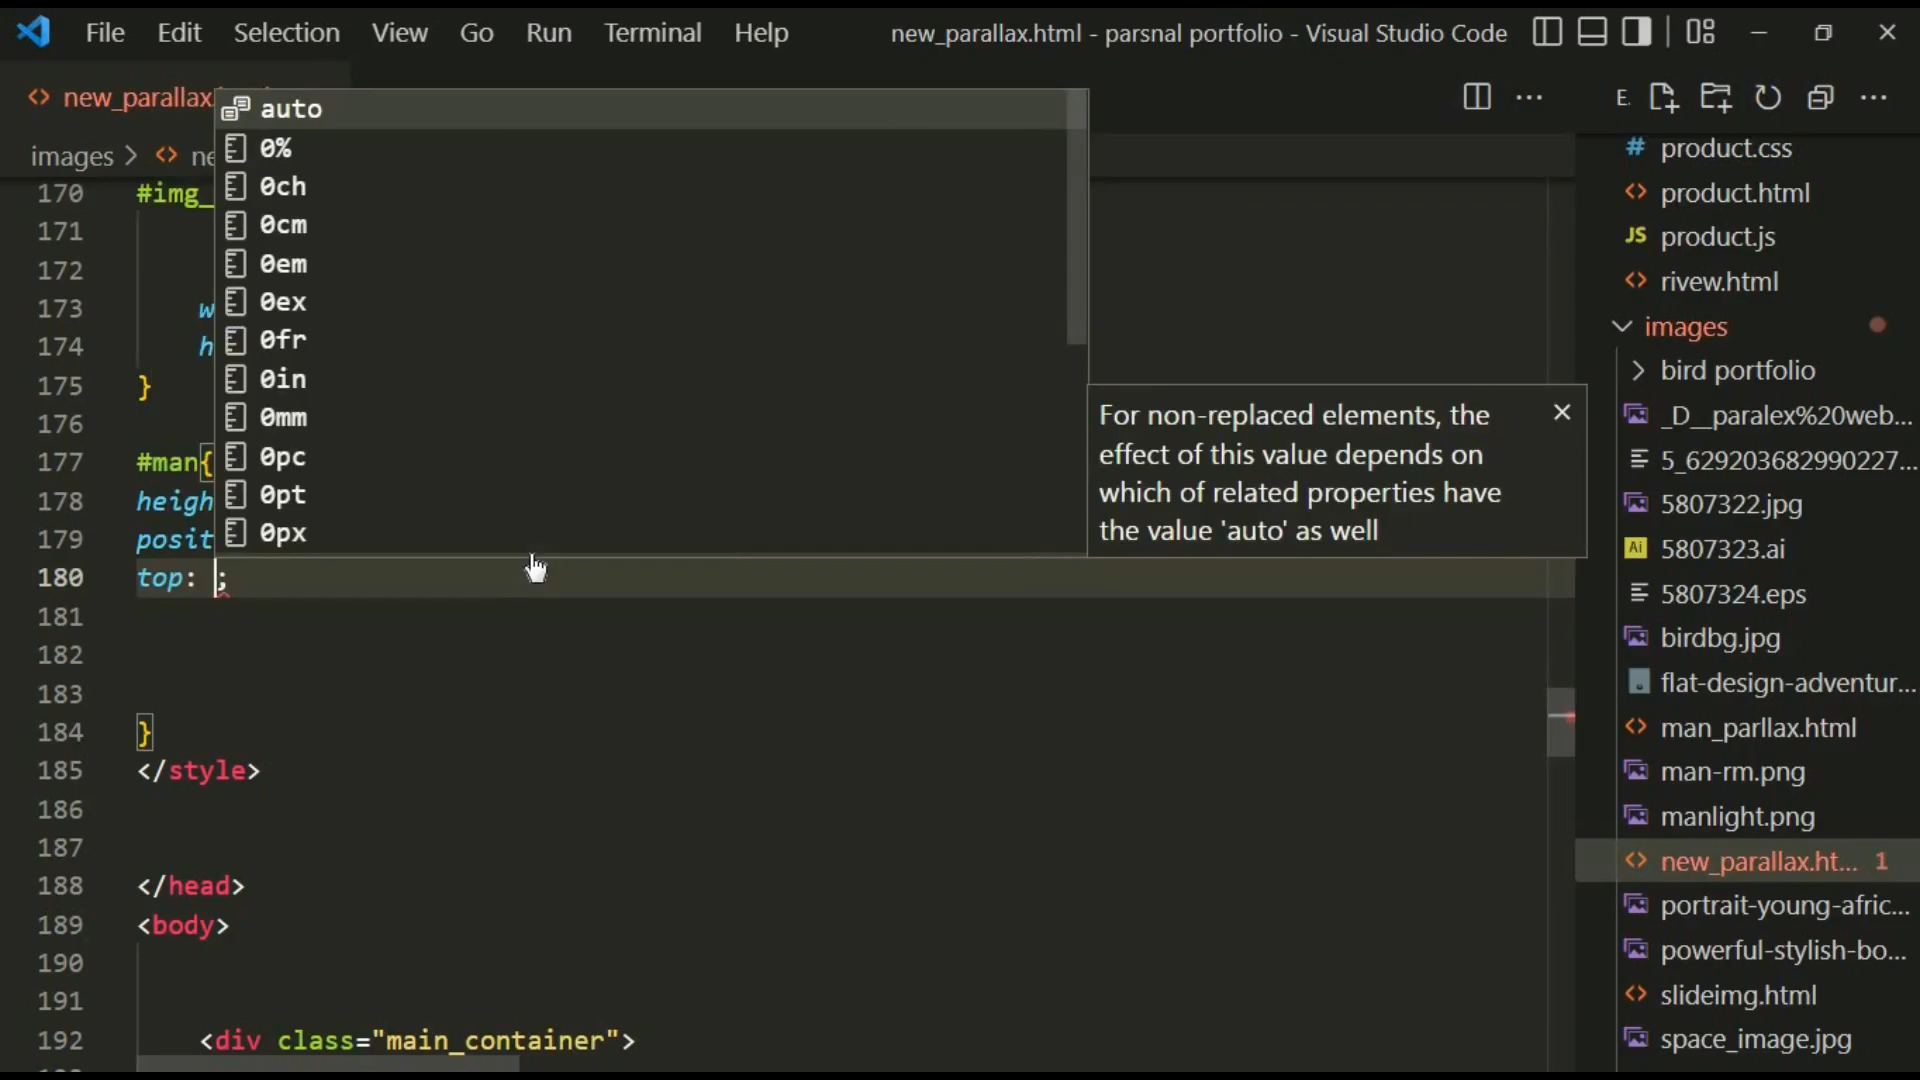 File Edit Selection View Go Run Terminal Help new_parallax.html - parsnal portfolio - Visual Studio Code
new_parallax.
E.
images > ne
auto
0%
0ch
0cm
0em
0ex
0fr
0in
0mm
0pc
0pt
0px
For non-replaced elements, the
effect of this value depends on
which of related properties have
the value 'auto' as well
170 #img_
171
172
173 w
174 h
175 }
176
177 #man{
178 heigh
179 posit
180 top: ;
181
182
183
184 }
185 </style>
186
187
188 </head>
189 <body>
190
191
192 <div class="main_container">
# product.css
<> product.html
JS product.js
<> rivew.html
images
bird portfolio
_D__paralex%20web...
5_629203682990227...
5807322.jpg
Ai 5807323.ai
5807324.eps
birdbg.jpg
flat-design-adventur...
<> man_parllax.html
man-rm.png
manlight.png
<> new_parallax.ht... 1
portrait-young-afric...
powerful-stylish-bo...
<> slideimg.html
space_image.jpg